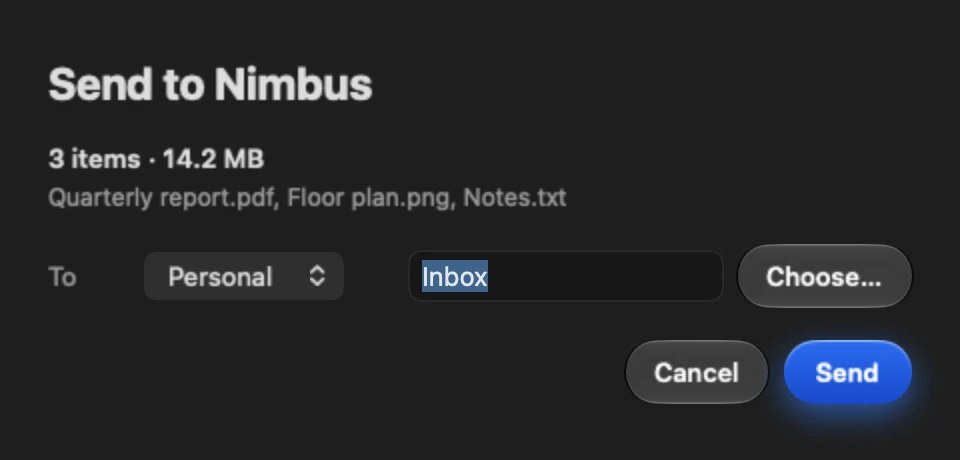 Send to Nimbus
3 items · 14.2 MB
Quarterly report.pdf, Floor plan.png, Notes.txt
To Personal Inbox Choose...
Cancel Send